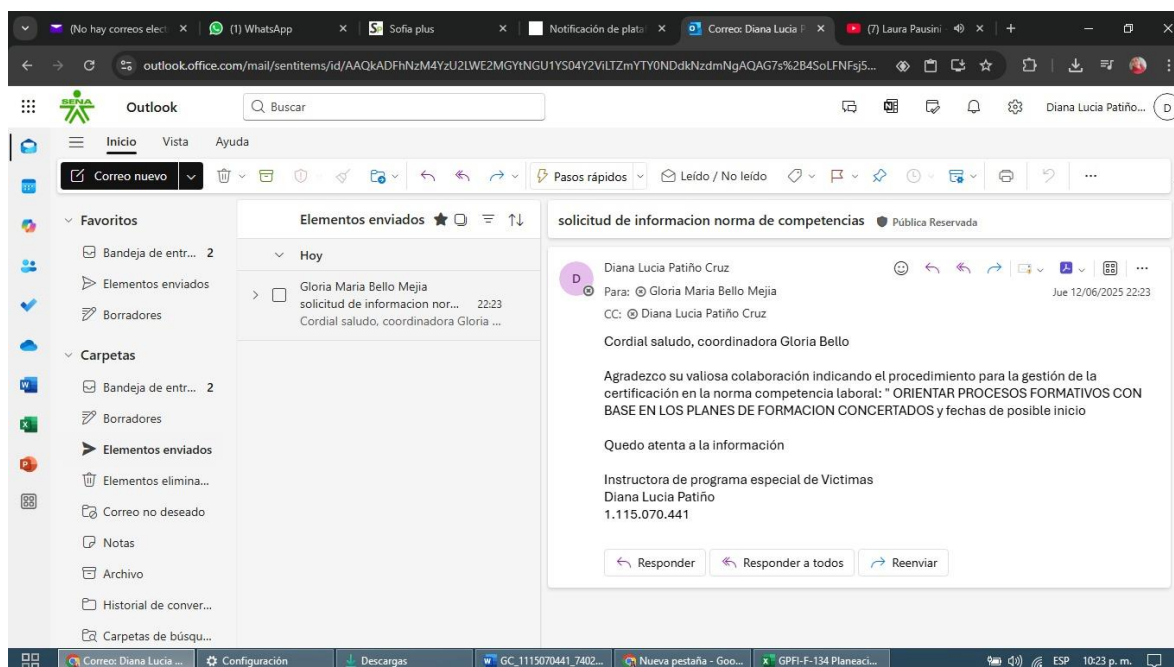 (No hay correos elect
(1) WhatsApp
Sofia plus
Notificación de plata
Correo: Diana Lucia P
(7) Laura Pausini
outlook.office.com/mail/sentitems/id/AAQkADFhNzM4YzU2LWE2MGYtNGU1YS04Y2ViLTZmYTY0NDdkNzdmNgAQAG7s%2B4SoLFNFsj5...
SENA
Outlook
Buscar
Diana Lucia Patiño...
D
Inicio Vista Ayuda
Correo nuevo
Pasos rápidos
Leído / No leído
Favoritos
Bandeja de entr... 2
Elementos enviados
Borradores
Carpetas
Bandeja de entr... 2
Borradores
Elementos enviados
Elementos elimina...
Correo no deseado
Notas
Archivo
Historial de conver...
Carpetas de búsqu...
Elementos enviados
Hoy
Gloria Maria Bello Mejia
solicitud de informacion nor... 22:23
Cordial saludo, coordinadora Gloria ...
solicitud de informacion norma de competencias Pública Reservada
D
Diana Lucia Patiño Cruz
Para: Gloria Maria Bello Mejia
Jue 12/06/2025 22:23
CC: Diana Lucia Patiño Cruz
Cordial saludo, coordinadora Gloria Bello
Agradezco su valiosa colaboración indicando el procedimiento para la gestión de la
certificación en la norma competencia laboral: " ORIENTAR PROCESOS FORMATIVOS CON
BASE EN LOS PLANES DE FORMACION CONCERTADOS y fechas de posible inicio
Quedo atenta a la información
Instructora de programa especial de Victimas
Diana Lucia Patiño
1.115.070.441
Responder
Responder a todos
Reenviar
Correo: Diana Lucia ...
Configuración
Descargas
GC_1115070441_7402...
Nueva pestaña - Goo...
GPFI-F-134 Planeaci...
ESP
10:23 p. m.